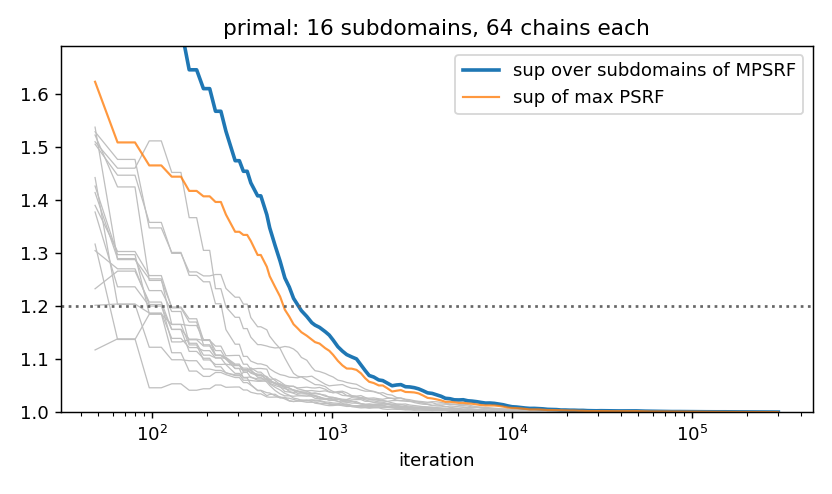 primal: 16 subdomains, 64 chains each
sup over subdomains of MPSRF
sup of max PSRF
1.6
1.5
1.4
1.3
1.2
1.1
1.0
10²
10³
10⁴
10⁵
iteration